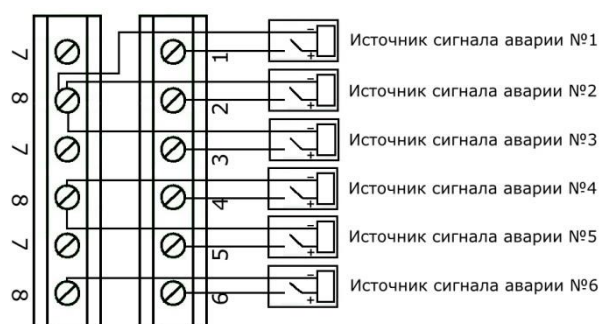 7 1 Источник сигнала аварии №1
8 2 Источник сигнала аварии №2
7 3 Источник сигнала аварии №3
8 4 Источник сигнала аварии №4
7 5 Источник сигнала аварии №5
8 6 Источник сигнала аварии №6